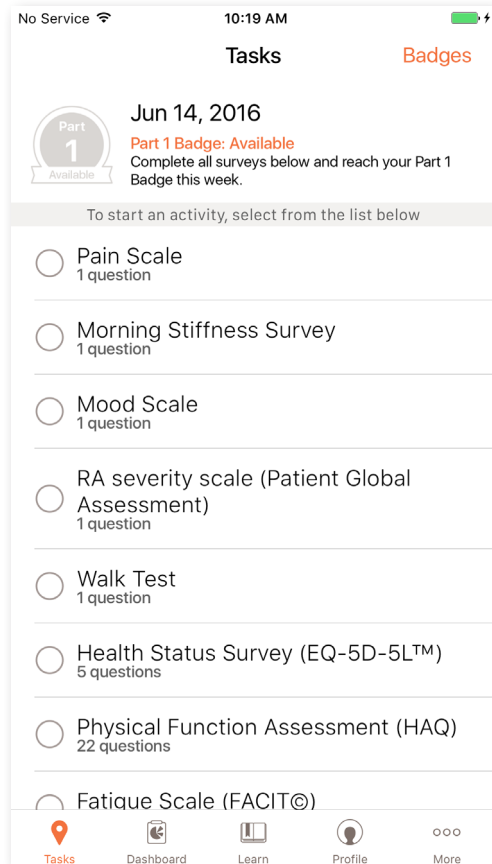 No Service 10:19 AM
Tasks Badges
Part
1
Available
Jun 14, 2016
Part 1 Badge: Available
Complete all surveys below and reach your Part 1
Badge this week.
To start an activity, select from the list below
Pain Scale
1 question
Morning Stiffness Survey
1 question
Mood Scale
1 question
RA severity scale (Patient Global
Assessment)
1 question
Walk Test
1 question
Health Status Survey (EQ-5D-5L™)
5 questions
Physical Function Assessment (HAQ)
22 questions
Fatigue Scale (FACIT©)
Tasks Dashboard Learn Profile More